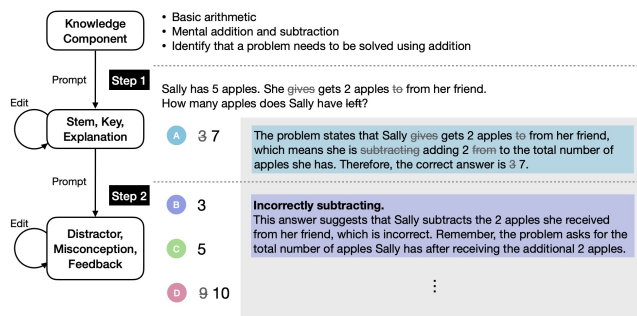 Knowledge
Component
• Basic arithmetic
• Mental addition and subtraction
• Identify that a problem needs to be solved using addition
Prompt
Step 1
Edit
Stem, Key,
Explanation
Sally has 5 apples. She gives gets 2 apples to from her friend.
How many apples does Sally have left?
A
3 7
The problem states that Sally gives gets 2 apples to from her friend,
which means she is subtracting adding 2 from to the total number of
apples she has. Therefore, the correct answer is 3 7.
Prompt
Step 2
Edit
Distractor,
Misconception,
Feedback
B
3
Incorrectly subtracting.
This answer suggests that Sally subtracts the 2 apples she received
from her friend, which is incorrect. Remember, the problem asks for the
total number of apples Sally has after receiving the additional 2 apples.
C
5
D
9 10
⋮